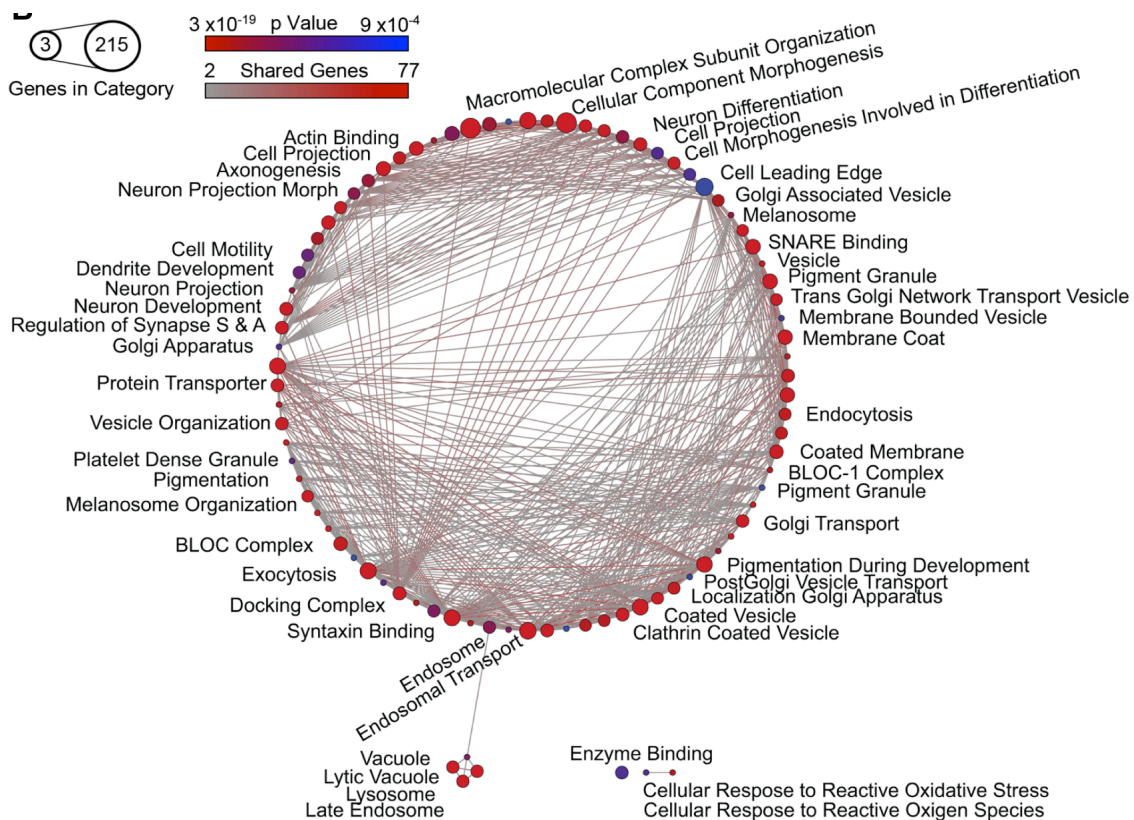 3
215
Genes in Category
3 x10-19 p Value 9 x10-4
2 Shared Genes 77
Macromolecular Complex Subunit Organization
Cellular Component Morphogenesis
Neuron Differentiation
Cell Projection
Cell Morphogenesis Involved in Differentiation
Cell Leading Edge
Golgi Associated Vesicle
Melanosome
SNARE Binding
Vesicle
Pigment Granule
Trans Golgi Network Transport Vesicle
Membrane Bounded Vesicle
Membrane Coat
Endocytosis
Coated Membrane
BLOC-1 Complex
Pigment Granule
Golgi Transport
Pigmentation During Development
PostGolgi Vesicle Transport
Localization Golgi Apparatus
Coated Vesicle
Clathrin Coated Vesicle
Actin Binding
Cell Projection
Axonogenesis
Neuron Projection Morph
Cell Motility
Dendrite Development
Neuron Projection
Neuron Development
Regulation of Synapse S & A
Golgi Apparatus
Protein Transporter
Vesicle Organization
Platelet Dense Granule
Pigmentation
Melanosome Organization
BLOC Complex
Exocytosis
Docking Complex
Syntaxin Binding
Endosome
Endosomal Transport
Vacuole
Lytic Vacuole
Lysosome
Late Endosome
Enzyme Binding
Cellular Respose to Reactive Oxidative Stress
Cellular Respose to Reactive Oxigen Species